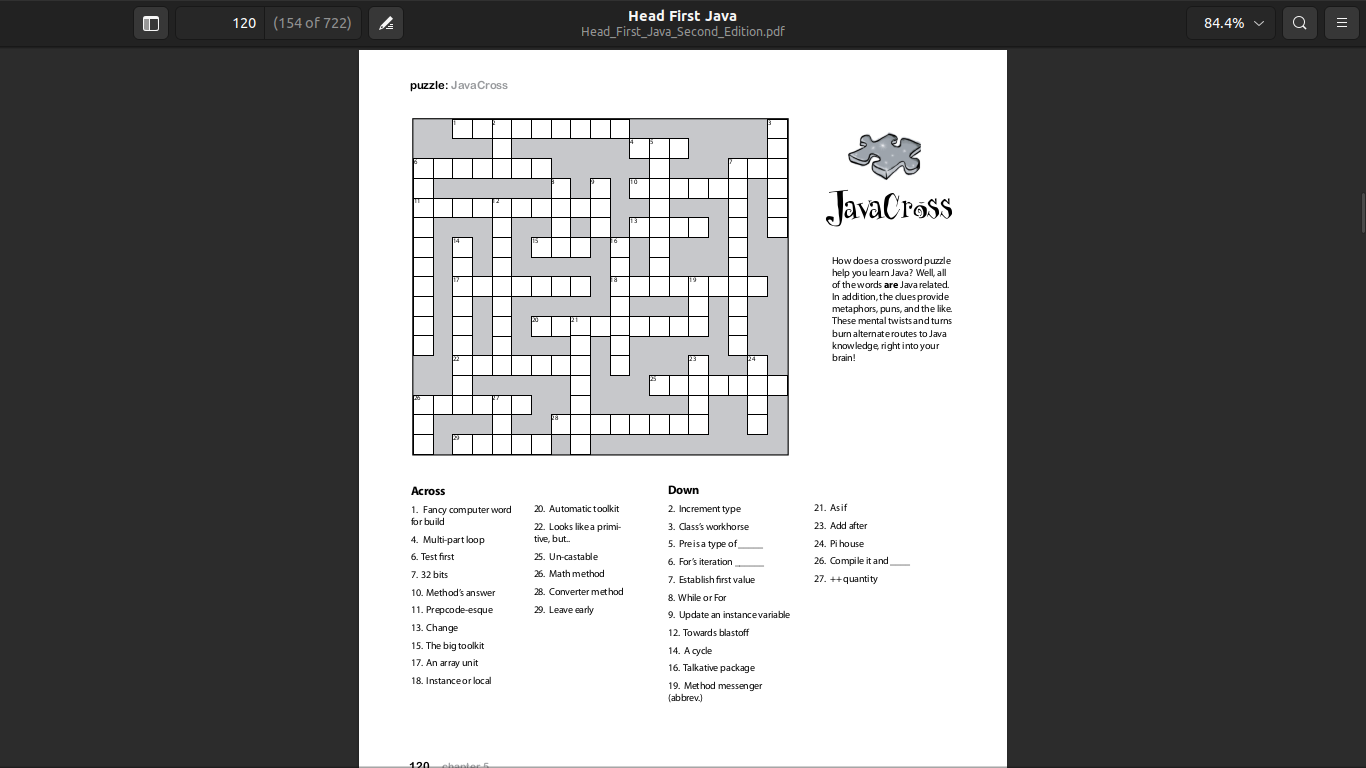 120 (154 of 722)
Head First Java
Head_First_Java_Second_Edition.pdf
84.4%
puzzle: JavaCross
1 2 3
4 5
6 7
8 9 10
11 12
13
14 15 16
17 18 19
20 21
22 23 24
25
26 27
28
29
JavaCross
How does a crossword puzzle
help you learn Java? Well, all
of the words are Java related.
In addition, the clues provide
metaphors, puns, and the like.
These mental twists and turns
burn alternate routes to Java
knowledge, right into your
brain!
Across
1. Fancy computer word
for build
4. Multi-part loop
6. Test first
7. 32 bits
10. Method's answer
11. Prepcode-esque
13. Change
15. The big toolkit
17. An array unit
18. Instance or local
20. Automatic toolkit
22. Looks like a primi-
tive, but..
25. Un-castable
26. Math method
28. Converter method
29. Leave early
Down
2. Increment type
3. Class's workhorse
5. Pre is a type of _____
6. For's iteration ______
7. Establish first value
8. While or For
9. Update an instance variable
12. Towards blastoff
14. A cycle
16. Talkative package
19. Method messenger
(abbrev.)
21. As if
23. Add after
24. Pi house
26. Compile it and ____
27. ++ quantity
120 chapter 5